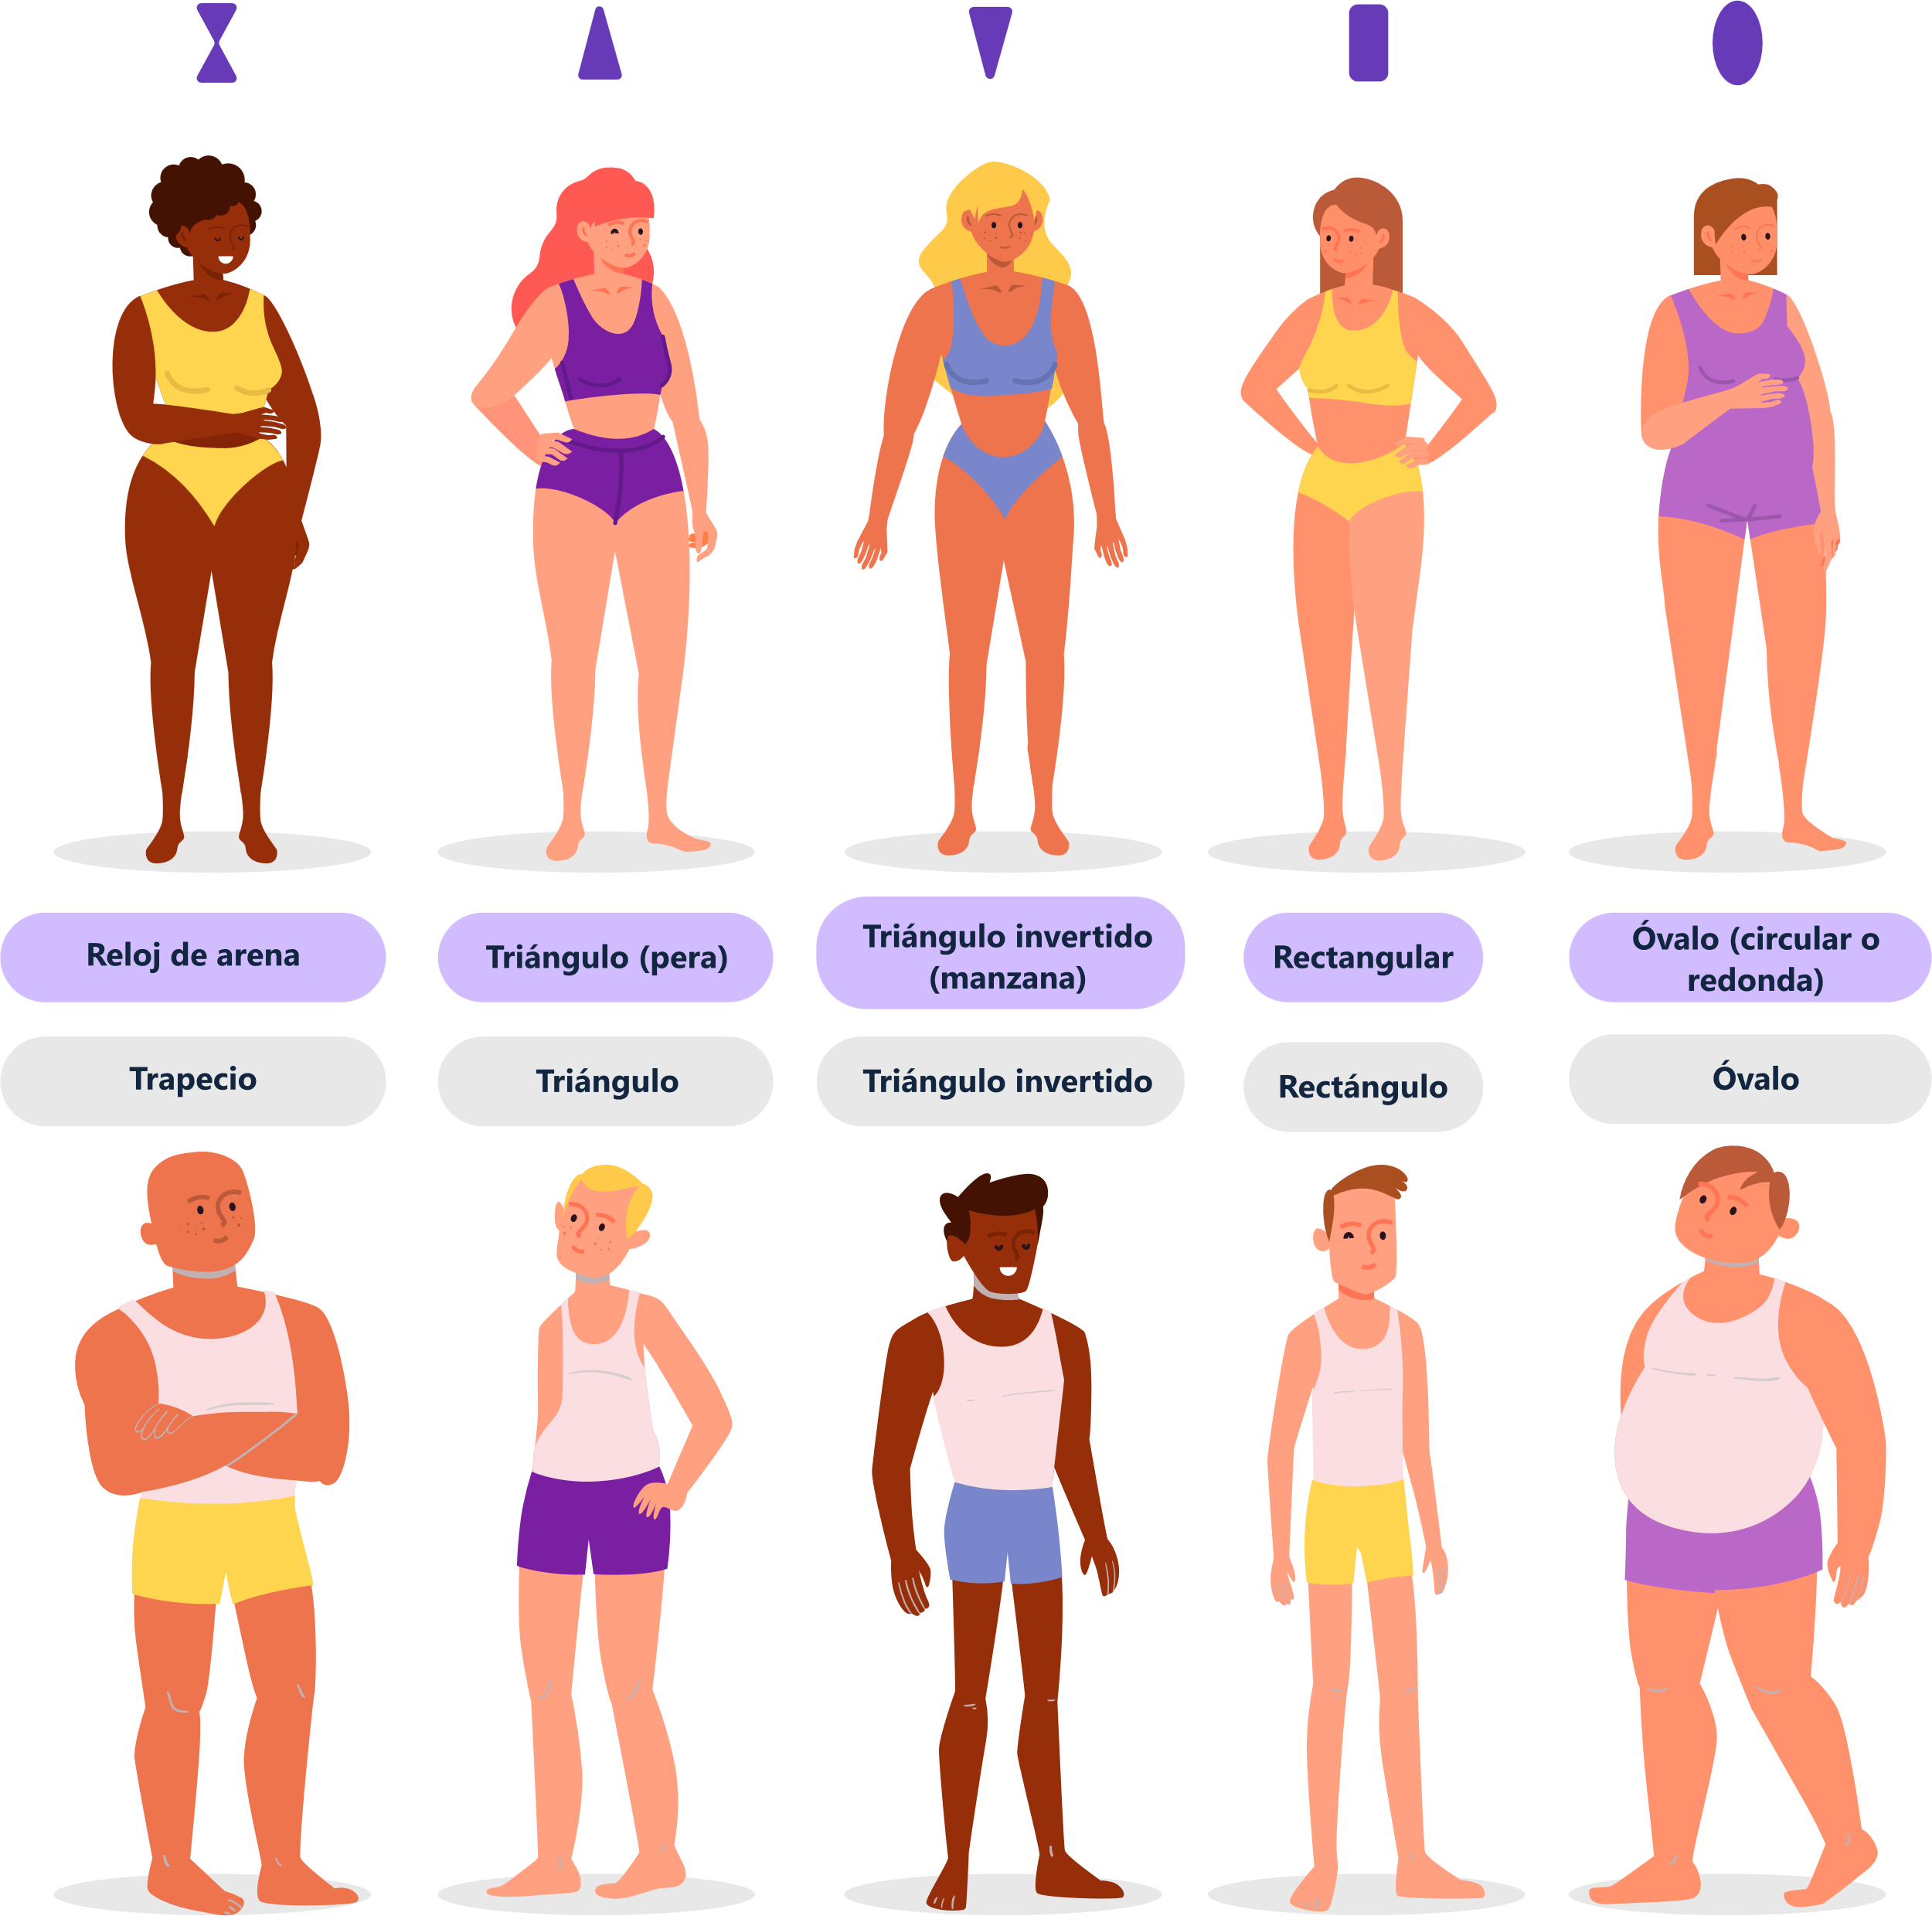 Reloj de arena
Triángulo (pera)
Triángulo invertido
(manzana)
Rectangular
Óvalo (circular o
redonda)
Trapecio
Triángulo
Triángulo invertido
Rectángulo
Óvalo